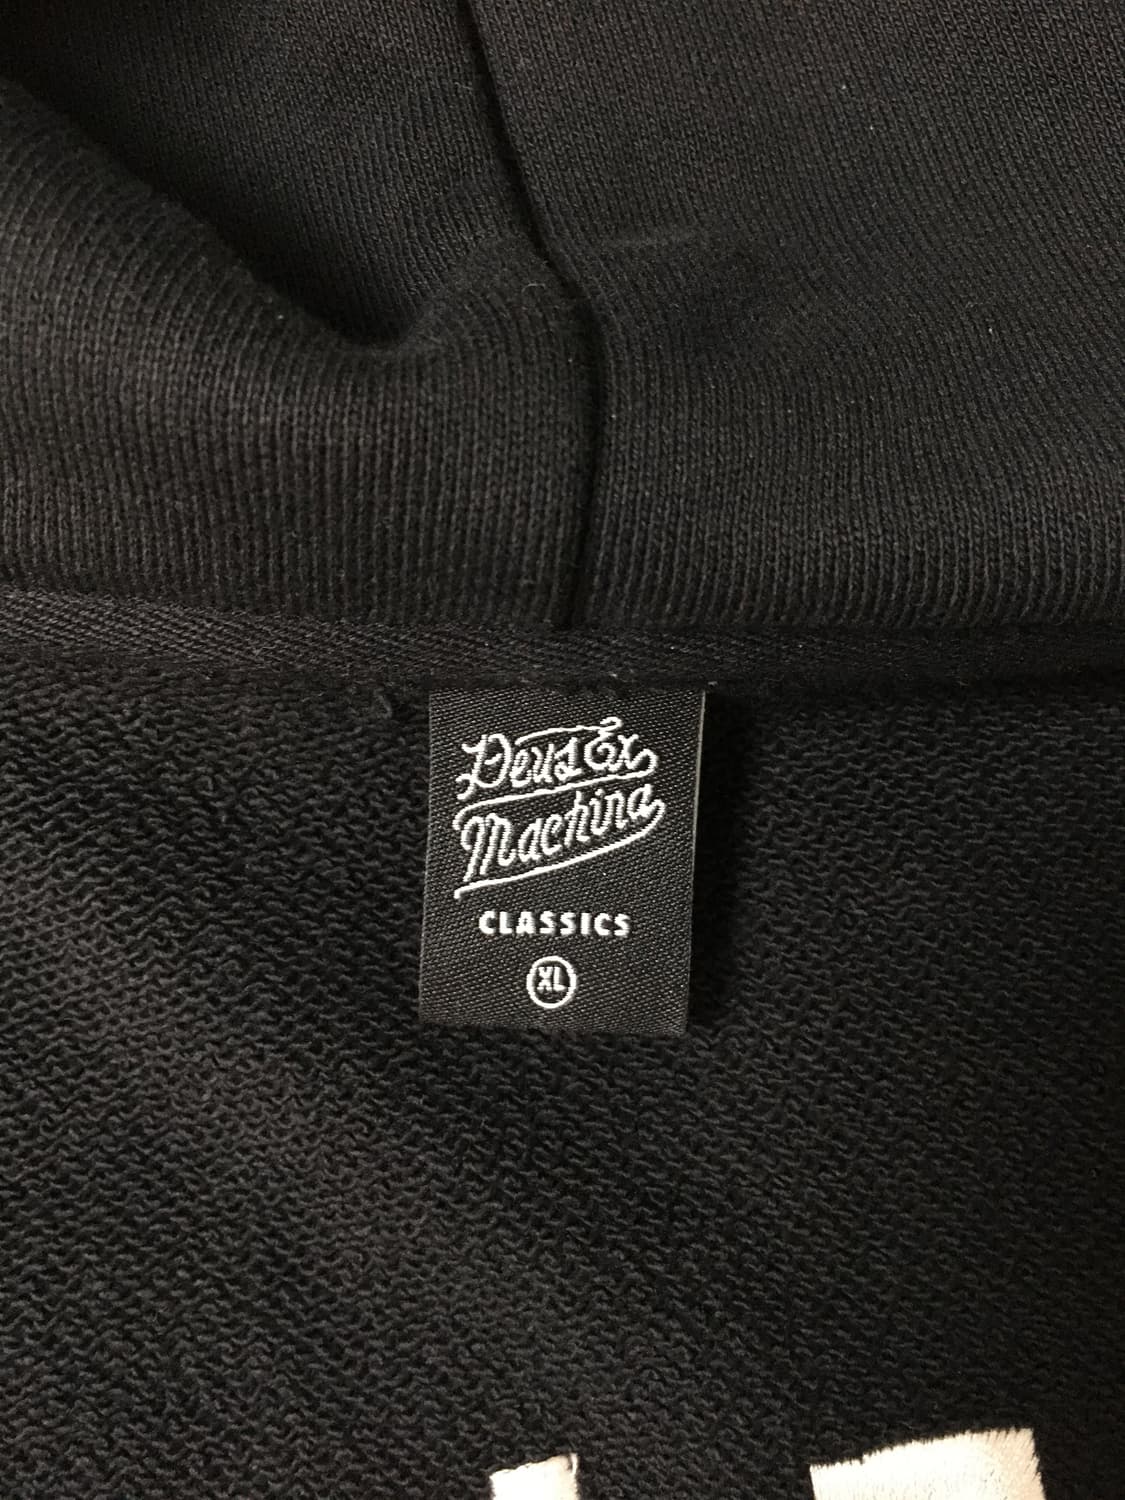 Deus Ex
Machina
CLASSICS
XL